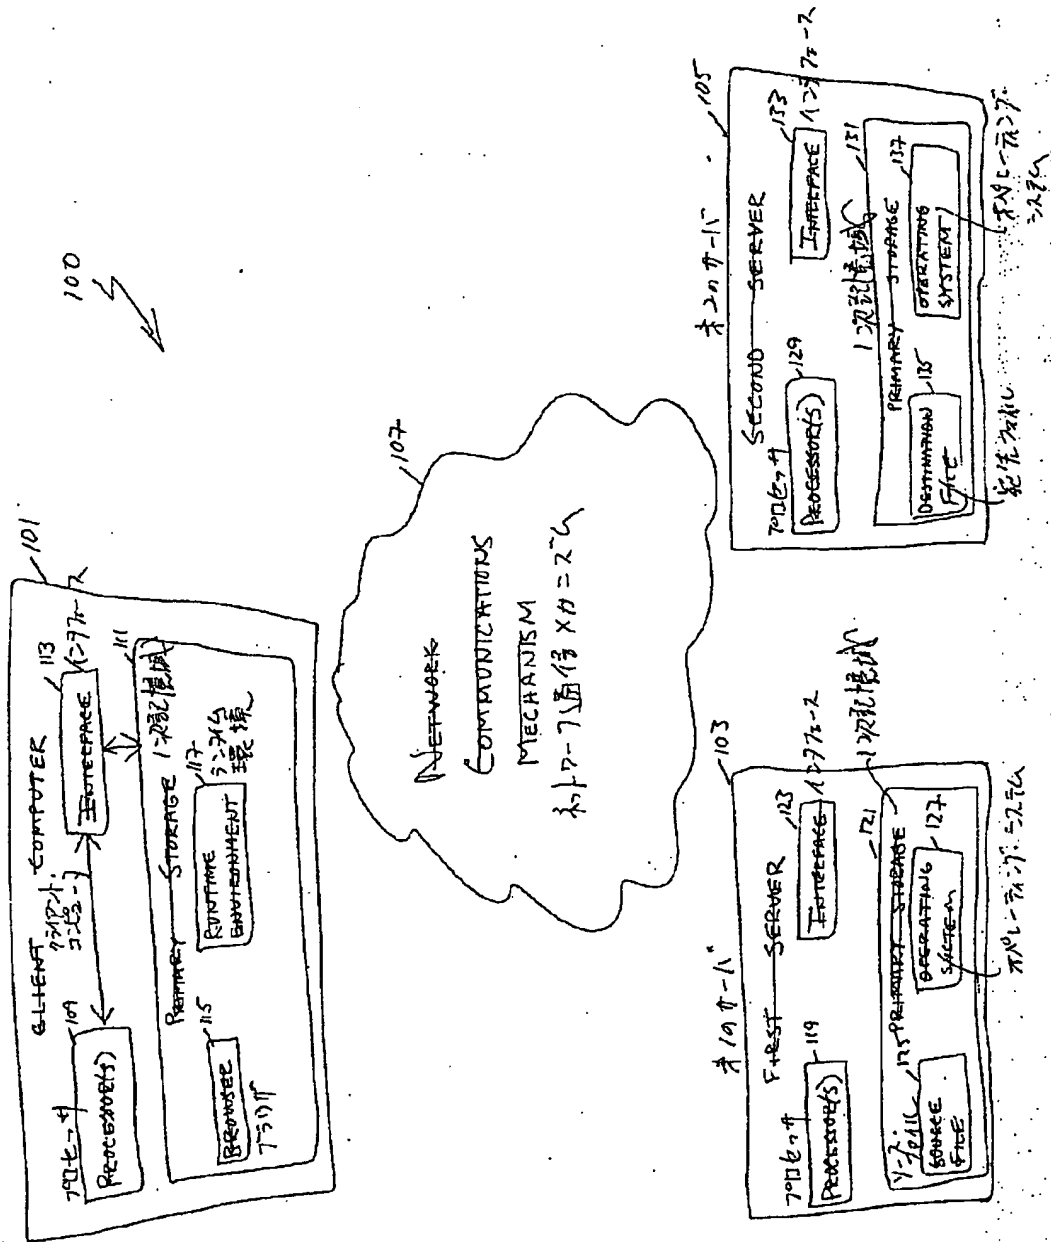 100
101
CLIENT COMPUTER
クライアント・
コンピュータ
プロセッサ
109
PROCESSOR(S)
113
INTERFACE
インタフェース
111
PRIMARY STORAGE
1次記憶域
115
BROWSER
ブラウザ
117
RUNTIME
ENVIRONMENT
ランタイム
環境
107
NETWORK
COMMUNICATIONS
MECHANISM
ネットワーク通信メカニズム
103
第1のサーバ
FIRST SERVER
プロセッサ
119
PROCESSOR(S)
123
INTERFACE
インタフェース
121
1次記憶域
PRIMARY STORAGE
ソース・
ファイル
125
SOURCE
FILE
127
OPERATING
SYSTEM
オペレーティング・システム
105
第2のサーバ
SECOND SERVER
プロセッサ
129
PROCESSOR(S)
133
INTERFACE
インタフェース
131
1次記憶域
PRIMARY STORAGE
135
DESTINATION
FILE
宛先ファイル
137
OPERATING
SYSTEM
オペレーティング・
システム